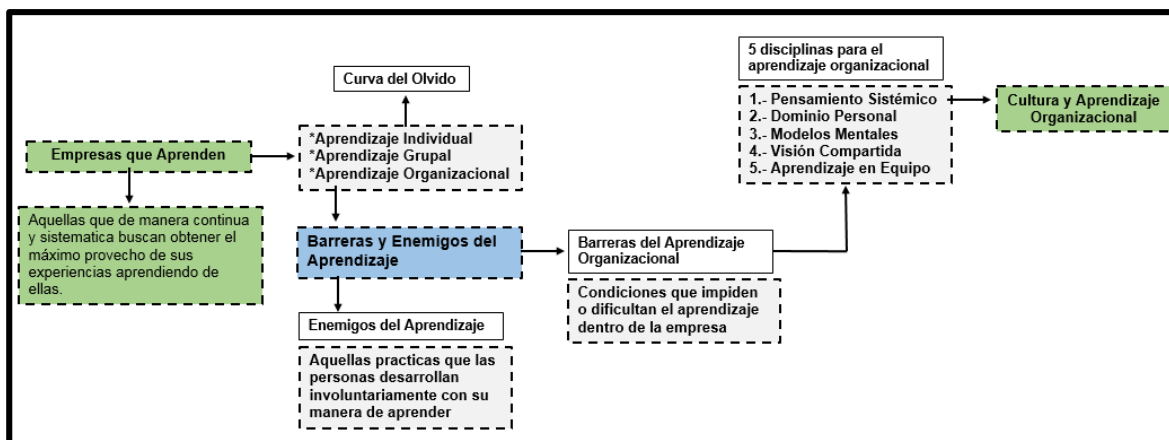 Empresas que Aprenden
Aquellas que de manera continua
y sistematica buscan obtener el
máximo provecho de sus
experiencias aprendiendo de
ellas.
Curva del Olvido
*Aprendizaje Individual
*Aprendizaje Grupal
*Aprendizaje Organizacional
Barreras y Enemigos del
Aprendizaje
Enemigos del Aprendizaje
Aquellas practicas que las
personas desarrollan
involuntariamente con su
manera de aprender
Barreras del Aprendizaje
Organizacional
Condiciones que impiden
o dificultan el aprendizaje
dentro de la empresa
5 disciplinas para el
aprendizaje organizacional
1.- Pensamiento Sistémico
2.- Dominio Personal
3.- Modelos Mentales
4.- Visión Compartida
5.- Aprendizaje en Equipo
Cultura y Aprendizaje
Organizacional